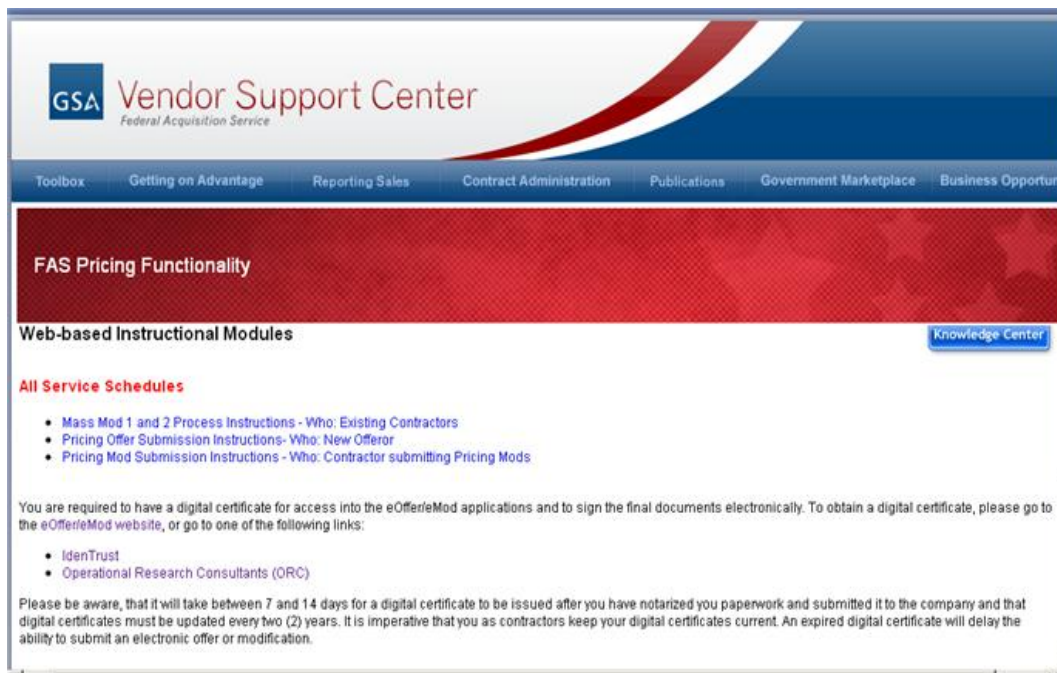 GSA Vendor Support Center
Federal Acquisition Service
Toolbox Getting on Advantage Reporting Sales Contract Administration Publications Government Marketplace Business Opportun
FAS Pricing Functionality
Web-based Instructional Modules
Knowledge Center
All Service Schedules
• Mass Mod 1 and 2 Process Instructions - Who: Existing Contractors
• Pricing Offer Submission Instructions- Who: New Offeror
• Pricing Mod Submission Instructions - Who: Contractor submitting Pricing Mods
You are required to have a digital certificate for access into the eOffer/eMod applications and to sign the final documents electronically. To obtain a digital certificate, please go to
the eOffer/eMod website, or go to one of the following links:
• IdenTrust
• Operational Research Consultants (ORC)
Please be aware, that it will take between 7 and 14 days for a digital certificate to be issued after you have notarized you paperwork and submitted it to the company and that
digital certificates must be updated every two (2) years. It is imperative that you as contractors keep your digital certificates current. An expired digital certificate will delay the
ability to submit an electronic offer or modification.